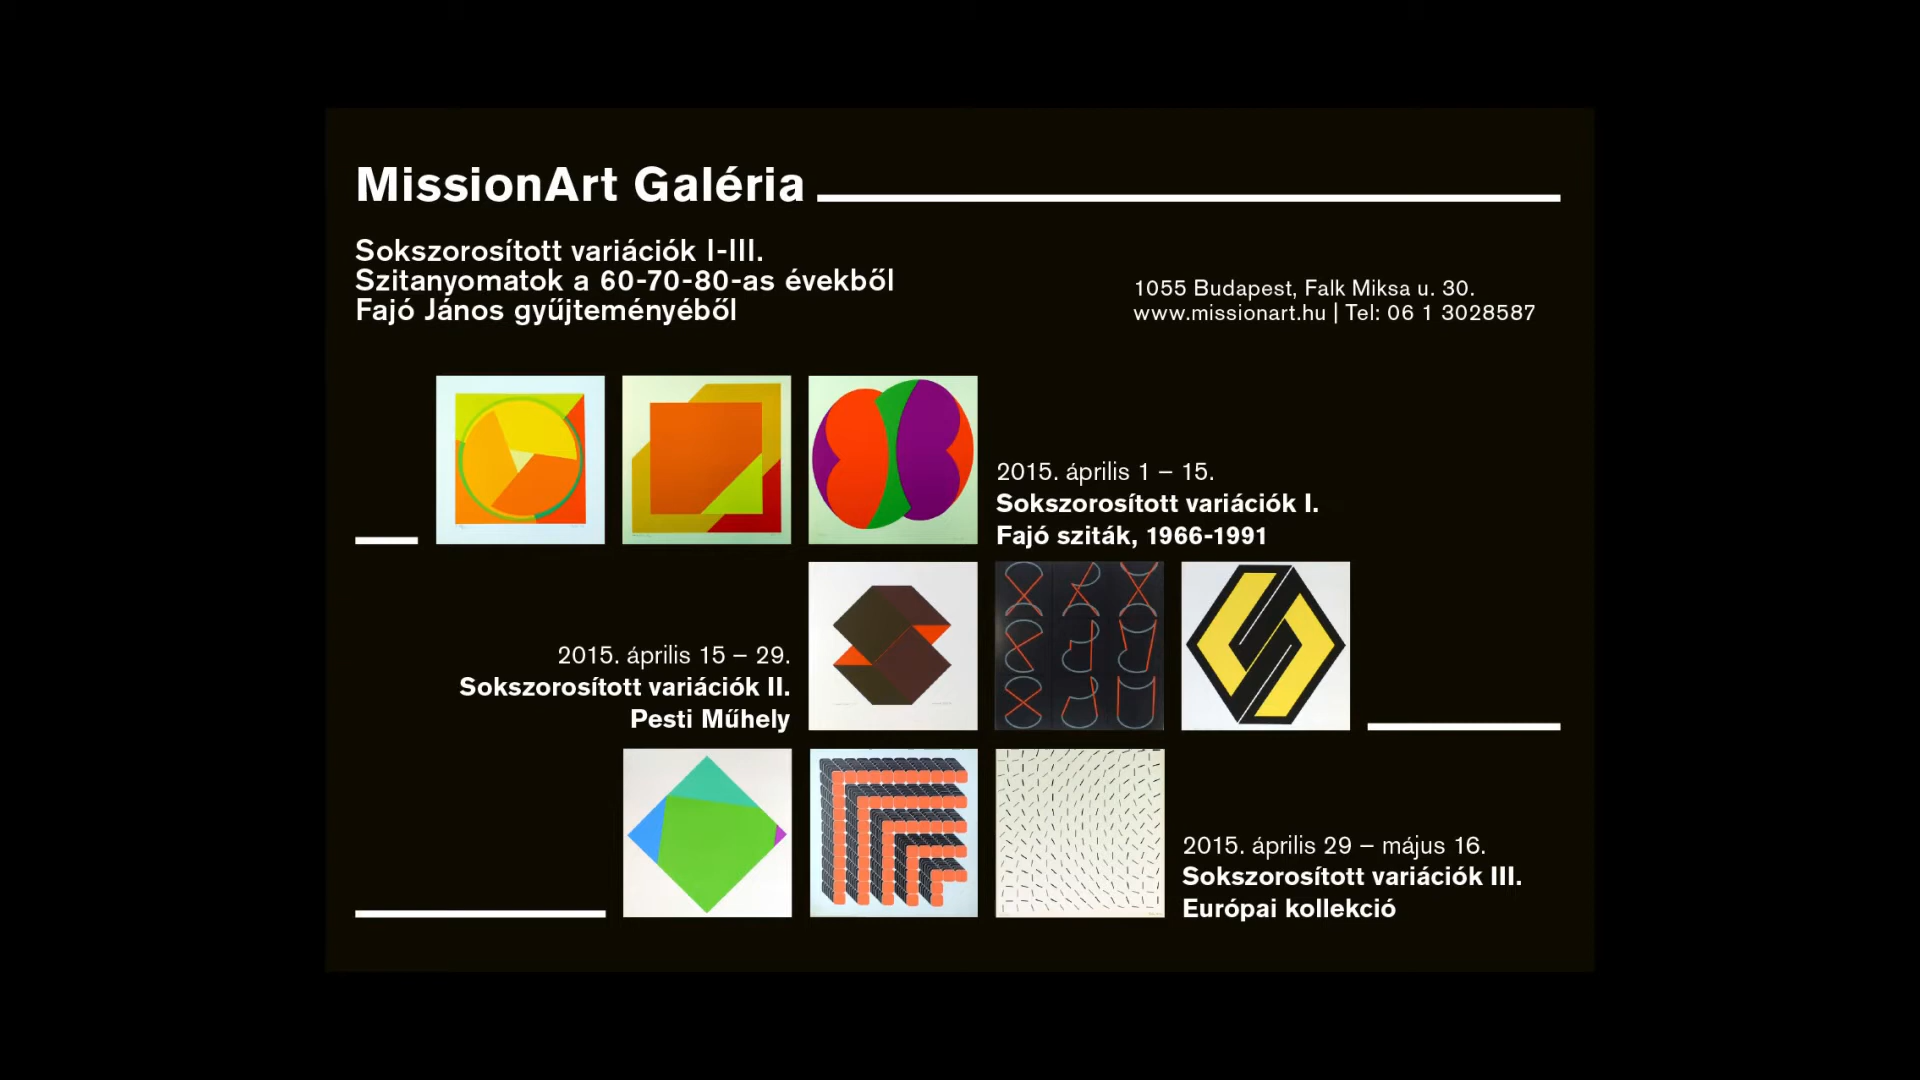 MissionArt Galéria
Sokszorosított variációk I-III.
Szitanyomatok a 60-70-80-as évekből
Fajó János gyűjteményéből
1055 Budapest, Falk Miksa u. 30.
www.missionart.hu | Tel: 06 1 3028587
2015. április 1 – 15.
Sokszorosított variációk I.
Fajó sziták, 1966-1991
2015. április 15 – 29.
Sokszorosított variációk II.
Pesti Műhely
2015. április 29 – május 16.
Sokszorosított variációk III.
Európai kollekció